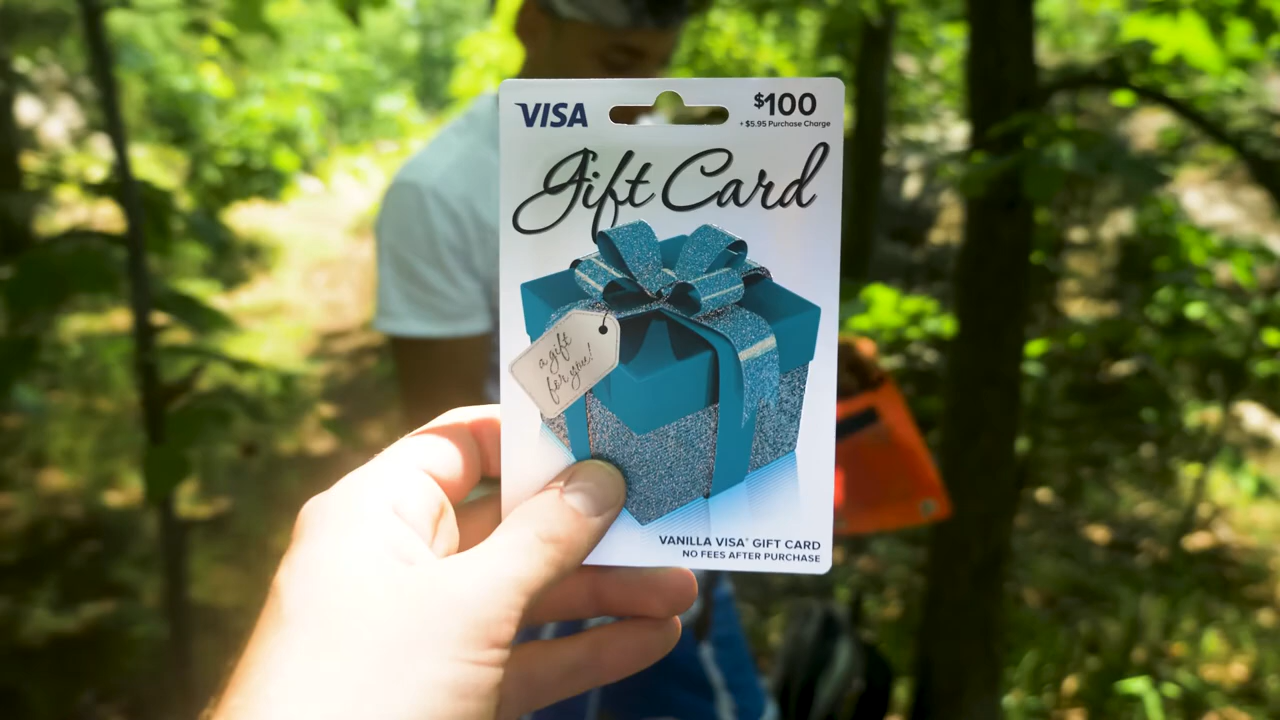 VISA
$100
+ $5.95 Purchase Charge
Gift Card
a gift
for you!
VANILLA VISA® GIFT CARD
NO FEES AFTER PURCHASE